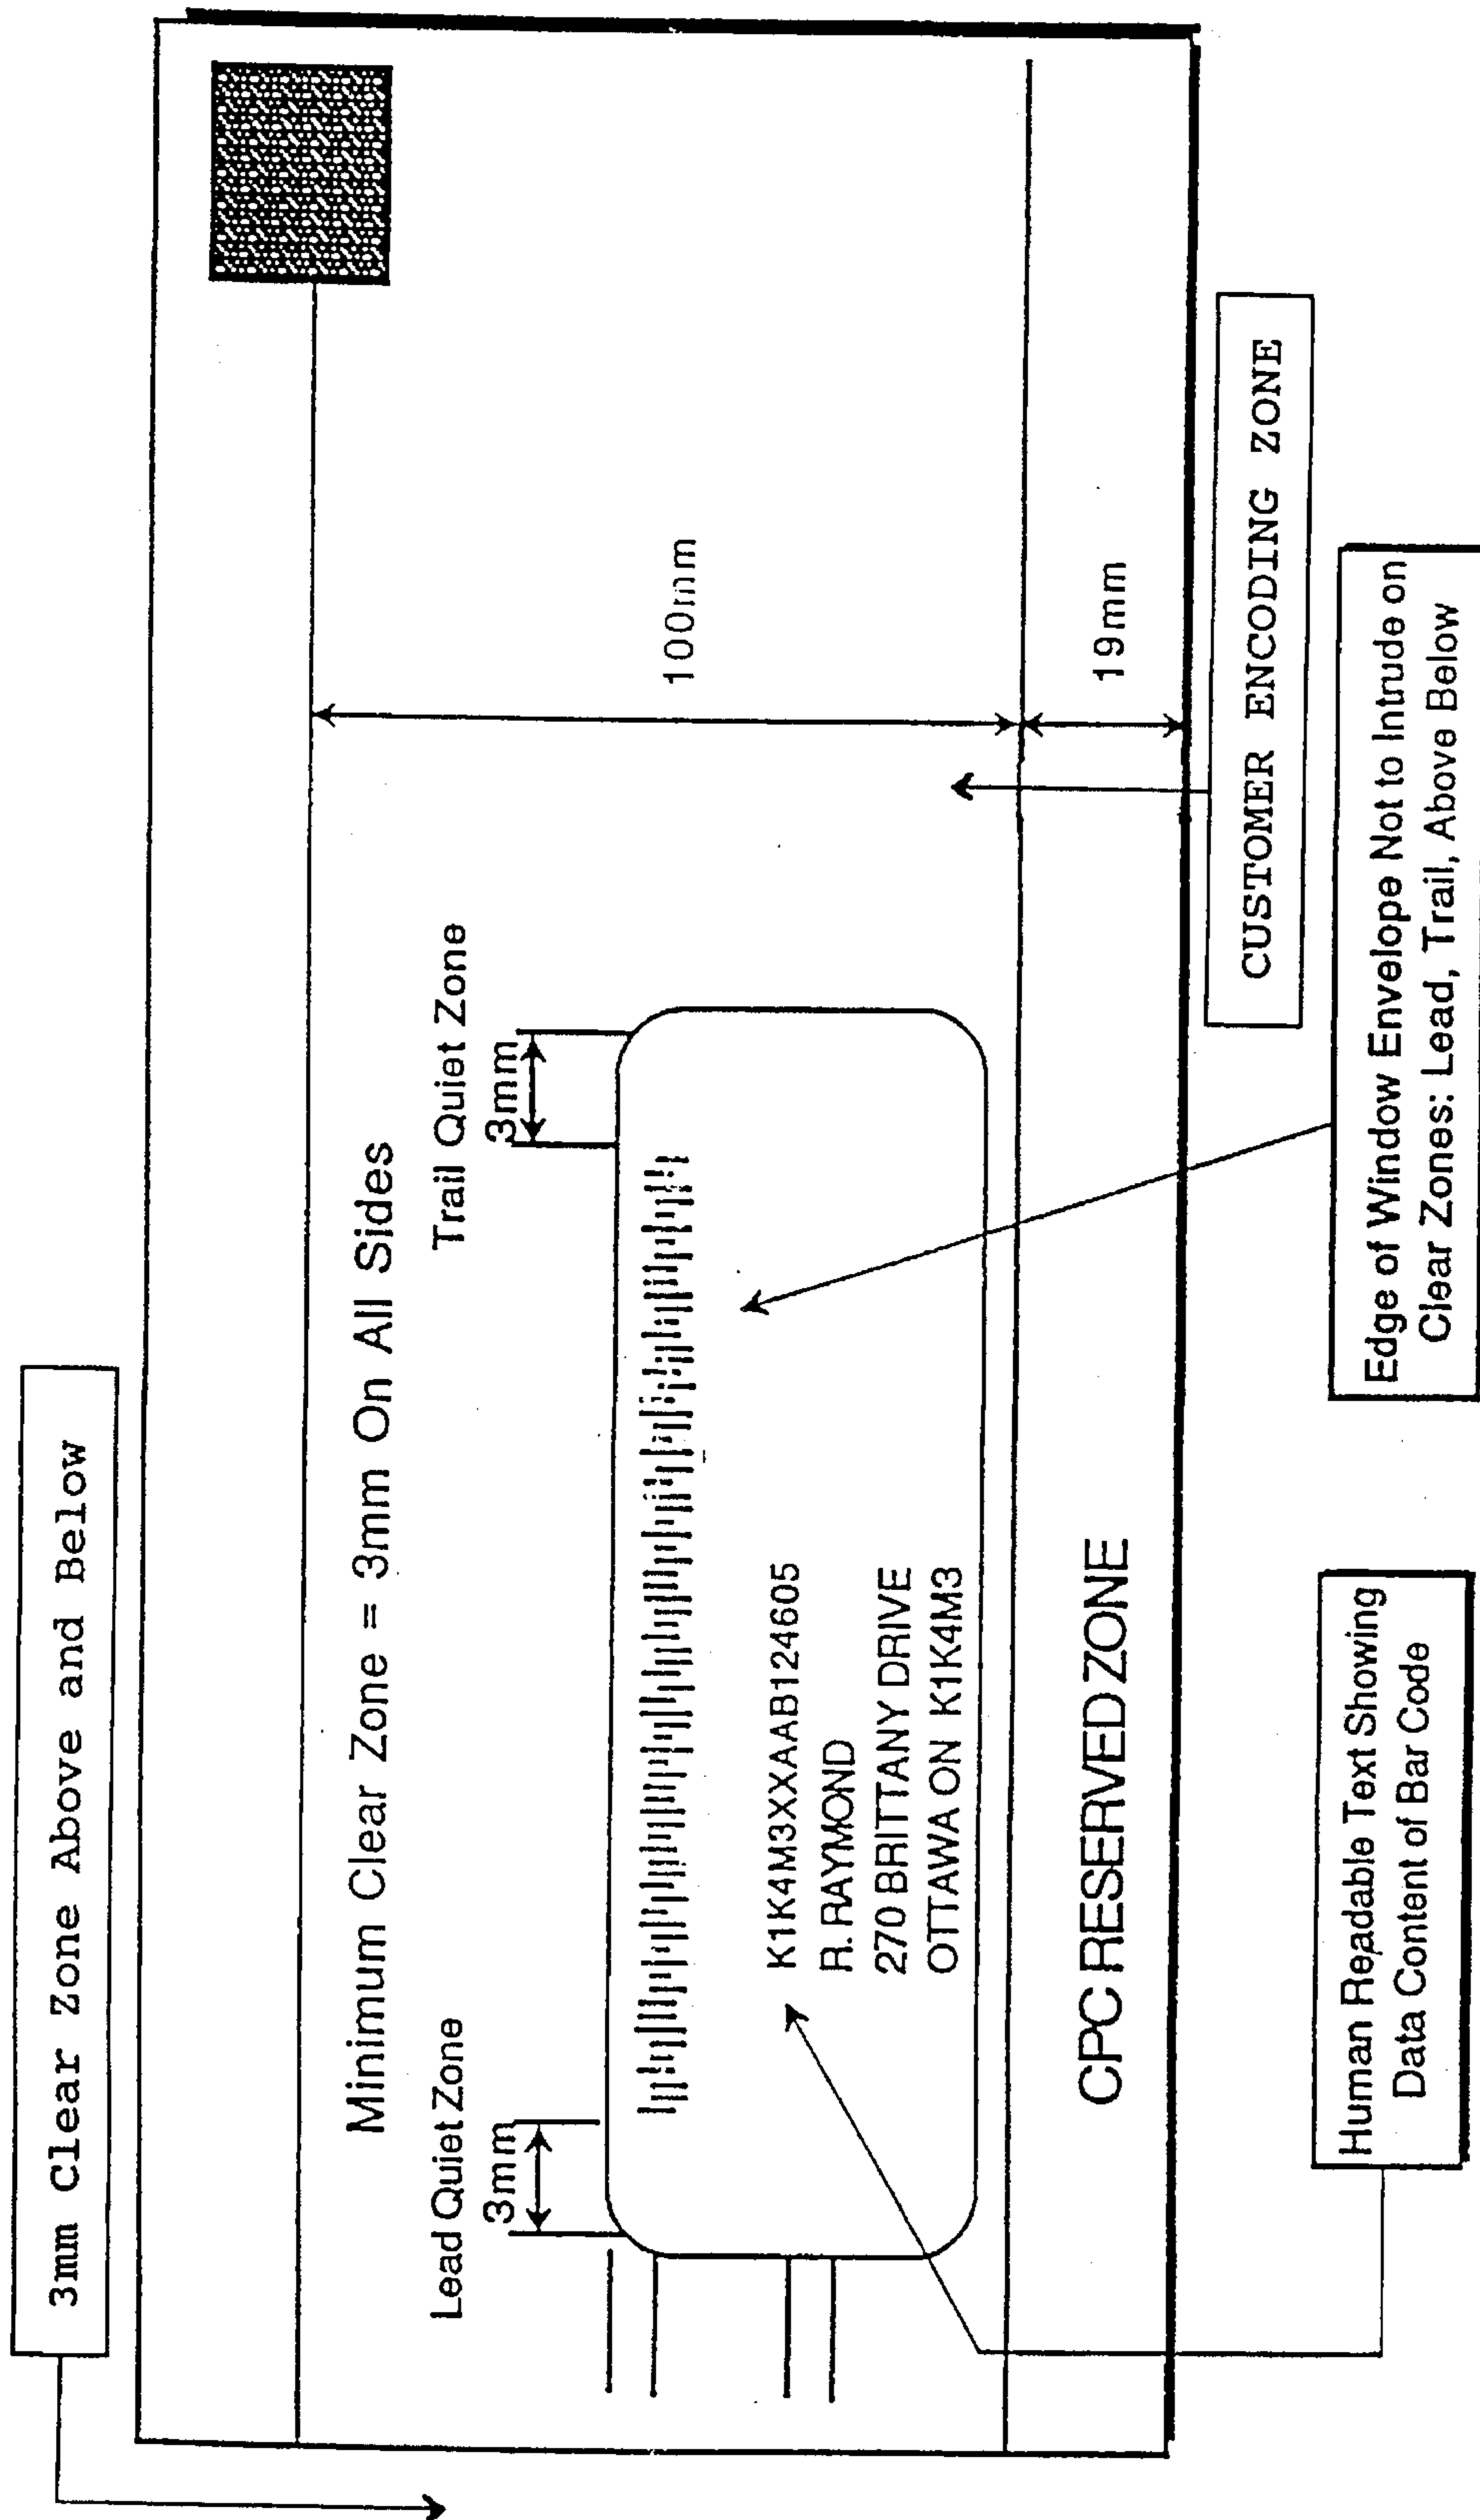 3mm Clear Zone Above and Below
Minimum Clear Zone = 3mm On All Sides
Lead Quiet Zone
3mm
Trail Quiet Zone
3mm
K1K4M3XXAAB124605
R. RAYMOND
270 BRITTANY DRIVE
OTTAWA ON K1K4M3
100mm
19mm
CPC RESERVED ZONE
CUSTOMER ENCODING ZONE
Human Readable Text Showing
Data Content of Bar Code
Edge of Window Envelope Not to Intrude on
Clear Zones: Lead, Trail, Above Below